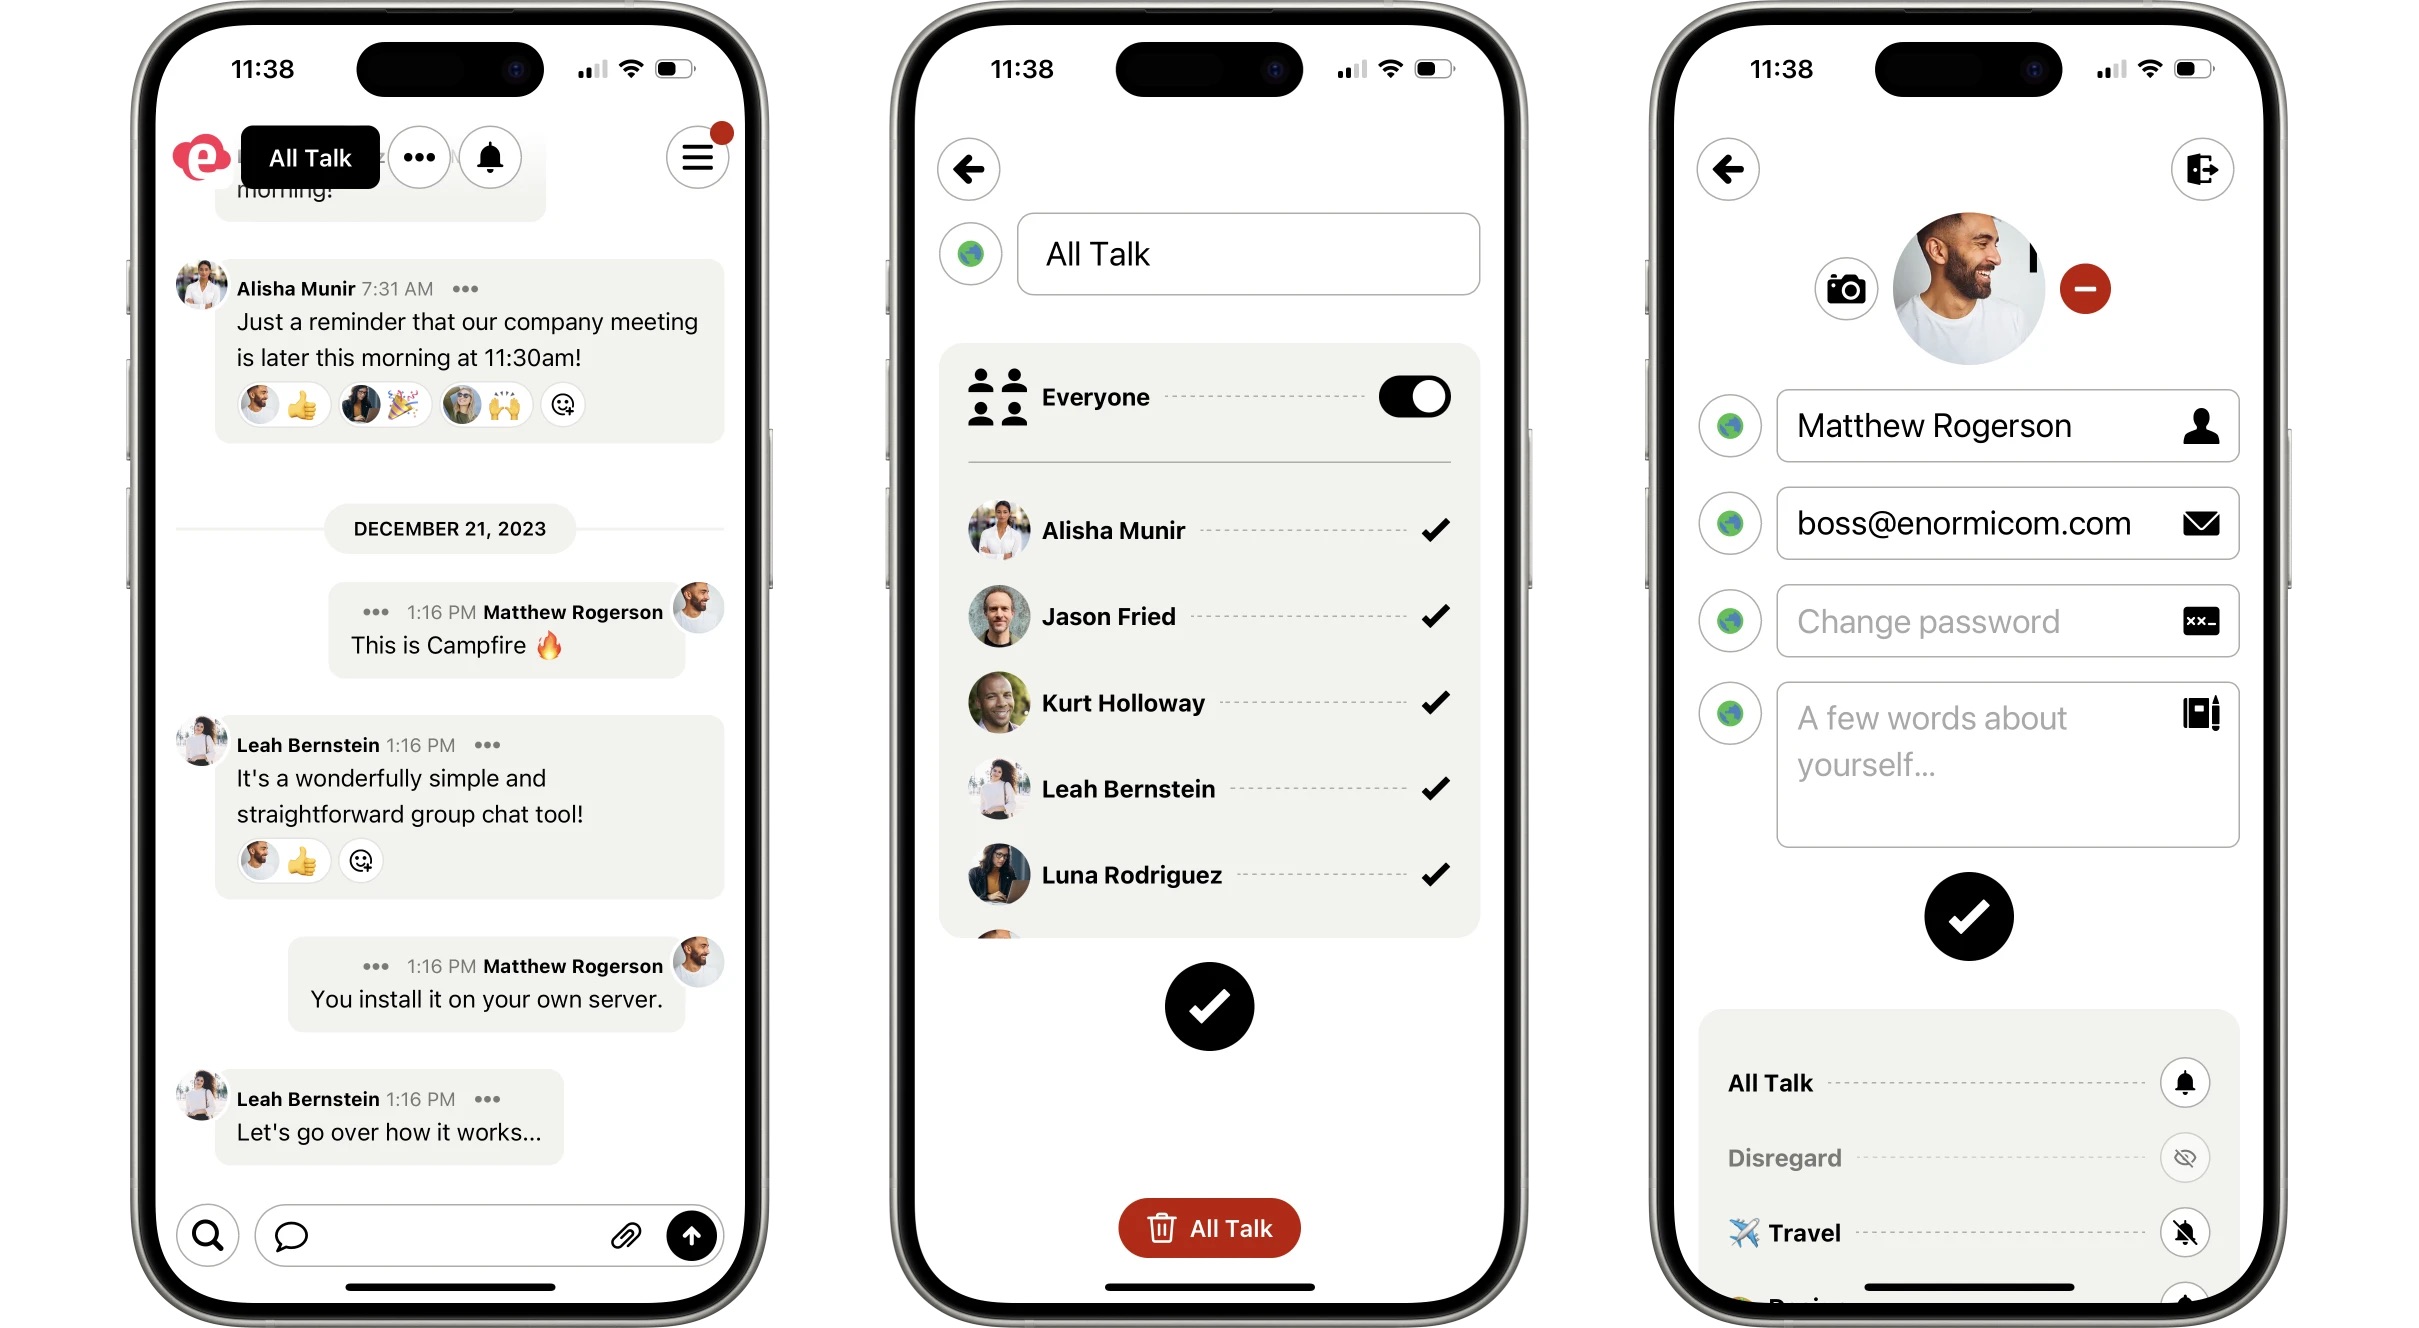 11:38
e
All Talk
morning!
Alisha Munir 7:31 AM
Just a reminder that our company meeting
is later this morning at 11:30am!
DECEMBER 21, 2023
1:16 PM Matthew Rogerson
This is Campfire 🔥
Leah Bernstein 1:16 PM
It's a wonderfully simple and
straightforward group chat tool!
1:16 PM Matthew Rogerson
You install it on your own server.
Leah Bernstein 1:16 PM
Let's go over how it works...
11:38
All Talk
Everyone
Alisha Munir
Jason Fried
Kurt Holloway
Leah Bernstein
Luna Rodriguez
All Talk
11:38
Matthew Rogerson
boss@enormicom.com
Change password
A few words about
yourself...
All Talk
Disregard
✈️ Travel